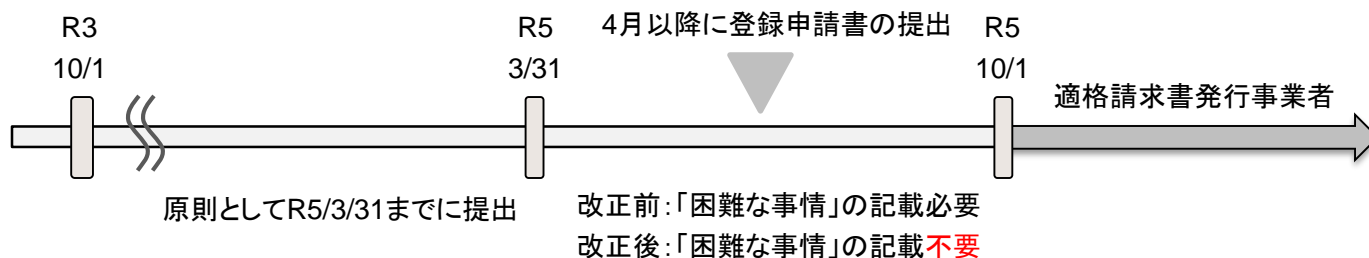 R3
10/1
R5
3/31
4月以降に登録申請書の提出
R5
10/1
適格請求書発行事業者
原則としてR5/3/31までに提出
改正前:「困難な事情」の記載必要
改正後:「困難な事情」の記載不要